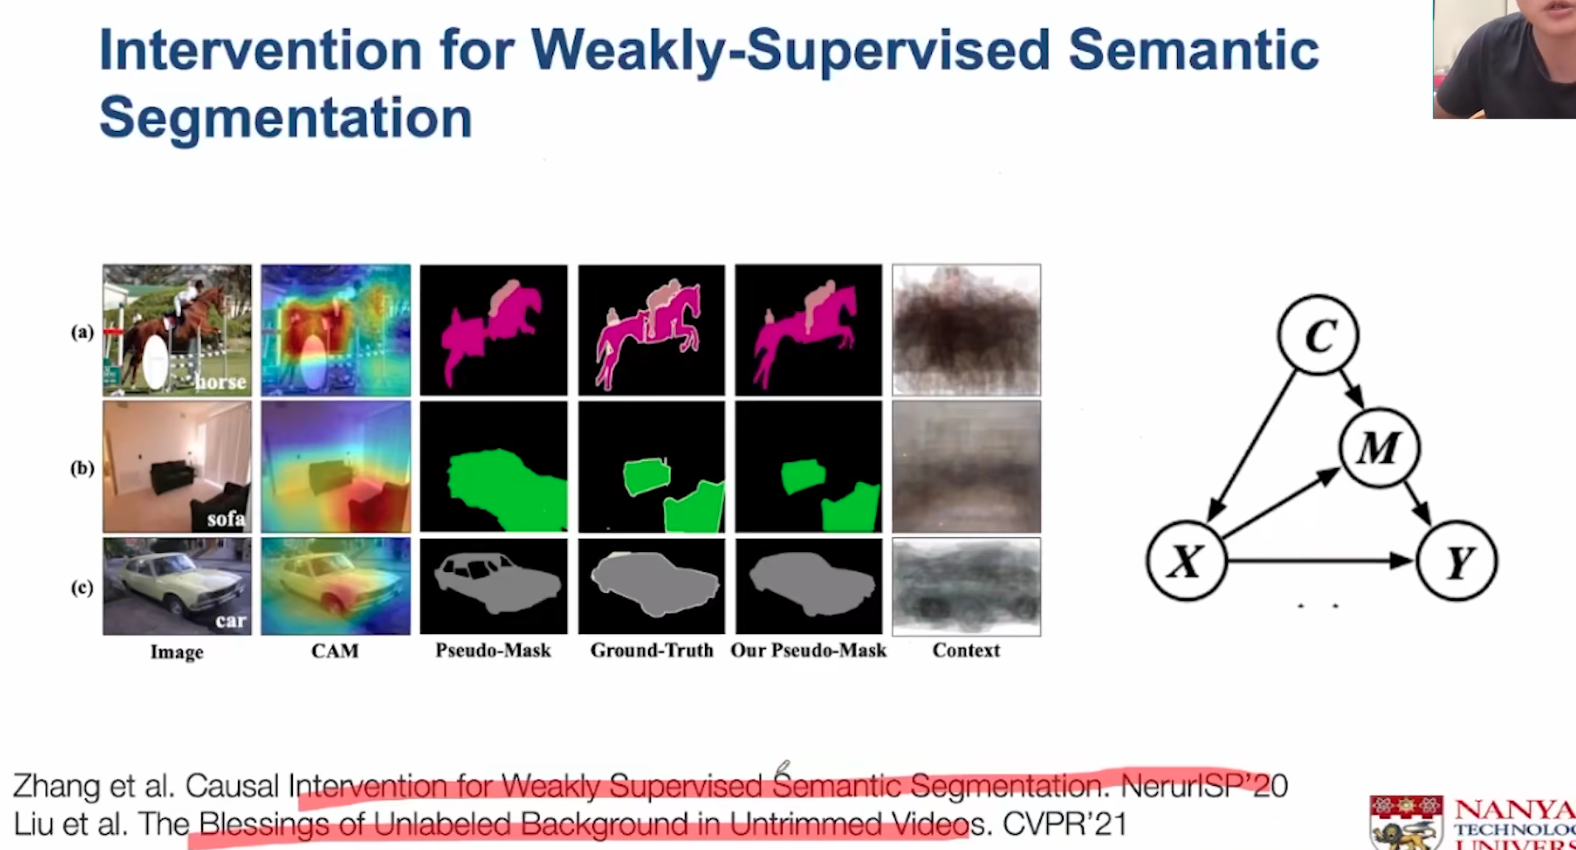 Intervention for Weakly-Supervised Semantic
Segmentation
(a)
horse
(b)
sofa
(c)
car
Image
CAM
Pseudo-Mask
Ground-Truth
Our Pseudo-Mask
Context
C
M
X
Y
Zhang et al. Causal Intervention for Weakly Supervised Semantic Segmentation. NerurISP'20
Liu et al. The Blessings of Unlabeled Background in Untrimmed Videos. CVPR'21
NANYA
TECHNOLO
UNIVERS